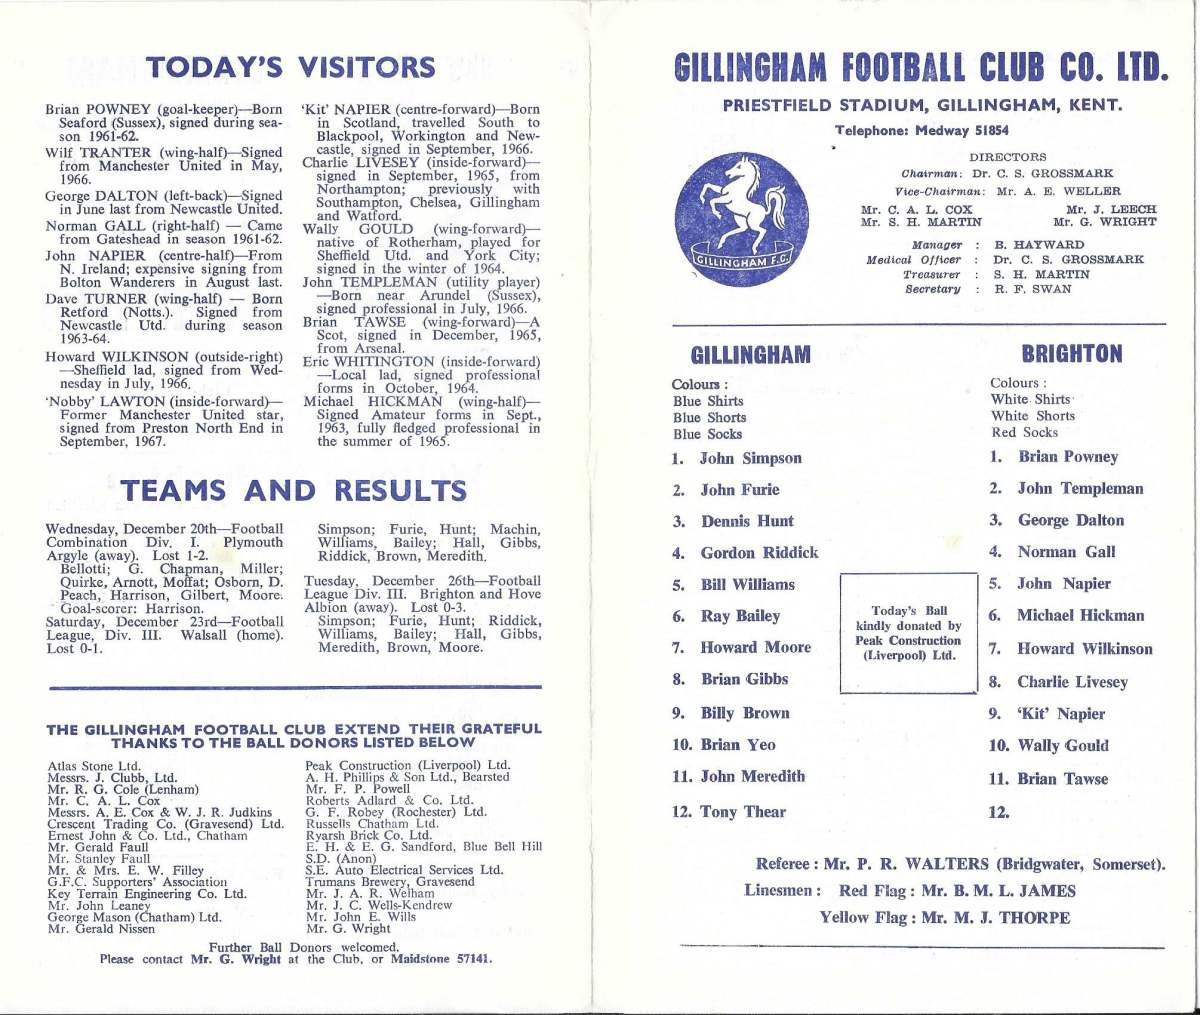 TODAY'S VISITORS
Brian POWNEY (goal-keeper)—Born
Seaford (Sussex), signed during sea-
son 1961-62.
Wilf TRANTER (wing-half)—Signed
from Manchester United in May,
1966.
George DALTON (left-back)—Signed
in June last from Newcastle United.
Norman GALL (right-half) — Came
from Gateshead in season 1961-62.
John NAPIER (centre-half)—From
N. Ireland; expensive signing from
Bolton Wanderers in August last.
Dave TURNER (wing-half) — Born
Retford (Notts.). Signed from
Newcastle Utd. during season
1963-64.
Howard WILKINSON (outside-right)
—Sheffield lad, signed from Wed-
nesday in July, 1966.
'Nobby' LAWTON (inside-forward)—
Former Manchester United star,
signed from Preston North End in
September, 1967.
'Kit' NAPIER (centre-forward)—Born
in Scotland, travelled South to
Blackpool, Workington and New-
castle, signed in September, 1966.
Charlie LIVESEY (inside-forward)—
signed in September, 1965, from
Northampton; previously with
Southampton, Chelsea, Gillingham
and Watford.
Wally GOULD (wing-forward)—
native of Rotherham, played for
Sheffield Utd. and York City;
signed in the winter of 1964.
John TEMPLEMAN (utility player)
—Born near Arundel (Sussex),
signed professional in July, 1966.
Brian TAWSE (wing-forward)—A
Scot, signed in December, 1965,
from Arsenal.
Eric WHITINGTON (inside-forward)
—Local lad, signed professional
forms in October, 1964.
Michael HICKMAN (wing-half)—
Signed Amateur forms in Sept.,
1963, fully fledged professional in
the summer of 1965.
TEAMS AND RESULTS
Wednesday, December 20th—Football
Combination Div. I. Plymouth
Argyle (away). Lost 1-2.
Bellotti; G. Chapman, Miller;
Quirke, Arnott, Moffat; Osborn, D.
Peach, Harrison, Gilbert, Moore.
Goal-scorer: Harrison.
Saturday, December 23rd—Football
League, Div. III. Walsall (home).
Lost 0-1.
Simpson; Furie, Hunt; Machin,
Williams, Bailey; Hall, Gibbs,
Riddick, Brown, Meredith.
Tuesday, December 26th—Football
League Div. III. Brighton and Hove
Albion (away). Lost 0-3.
Simpson; Furie, Hunt; Riddick,
Williams, Bailey; Hall, Gibbs,
Meredith, Brown, Moore.
THE GILLINGHAM FOOTBALL CLUB EXTEND THEIR GRATEFUL
THANKS TO THE BALL DONORS LISTED BELOW
Atlas Stone Ltd.
Messrs. J. Clubb, Ltd.
Mr. R. G. Cole (Lenham)
Mr. C. A. L. Cox
Messrs. A. E. Cox & W. J. R. Judkins
Crescent Trading Co. (Gravesend) Ltd.
Ernest John & Co. Ltd., Chatham
Mr. Gerald Faull
Mr. Stanley Faull
Mr. & Mrs. E. W. Filley
G.F.C. Supporters' Association
Key Terrain Engineering Co. Ltd.
Mr. John Leaney
George Mason (Chatham) Ltd.
Mr. Gerald Nissen
Peak Construction (Liverpool) Ltd.
A. H. Phillips & Son Ltd., Bearsted
Mr. F. P. Powell
Roberts Adlard & Co. Ltd.
G. F. Robey (Rochester) Ltd.
Russells Chatham Ltd.
Ryarsh Brick Co. Ltd.
E. H. & E. G. Sandford, Blue Bell Hill
S.D. (Anon)
S.E. Auto Electrical Services Ltd.
Trumans Brewery, Gravesend
Mr. J. A. R. Welham
Mr. J. C. Wells-Kendrew
Mr. John E. Wills
Mr. G. Wright
Further Ball Donors welcomed.
Please contact Mr. G. Wright at the Club, or Maidstone 57141.
GILLINGHAM FOOTBALL CLUB CO. LTD.
PRIESTFIELD STADIUM, GILLINGHAM, KENT.
Telephone: Medway 51854
GILLINGHAM F.C.
DIRECTORS
Chairman: Dr. C. S. GROSSMARK
Vice-Chairman: Mr. A. E. WELLER
Mr. C. A. L. COX Mr. J. LEECH
Mr. S. H. MARTIN Mr. G. WRIGHT
Manager : B. HAYWARD
Medical Officer : Dr. C. S. GROSSMARK
Treasurer : S. H. MARTIN
Secretary : R. F. SWAN
GILLINGHAM
Colours :
Blue Shirts
Blue Shorts
Blue Socks
1. John Simpson
2. John Furie
3. Dennis Hunt
4. Gordon Riddick
5. Bill Williams
6. Ray Bailey
7. Howard Moore
8. Brian Gibbs
9. Billy Brown
10. Brian Yeo
11. John Meredith
12. Tony Thear
Today's Ball
kindly donated by
Peak Construction
(Liverpool) Ltd.
BRIGHTON
Colours :
White Shirts
White Shorts
Red Socks
1. Brian Powney
2. John Templeman
3. George Dalton
4. Norman Gall
5. John Napier
6. Michael Hickman
7. Howard Wilkinson
8. Charlie Livesey
9. 'Kit' Napier
10. Wally Gould
11. Brian Tawse
12.
Referee : Mr. P. R. WALTERS (Bridgwater, Somerset).
Linesmen : Red Flag : Mr. B. M. L. JAMES
Yellow Flag : Mr. M. J. THORPE